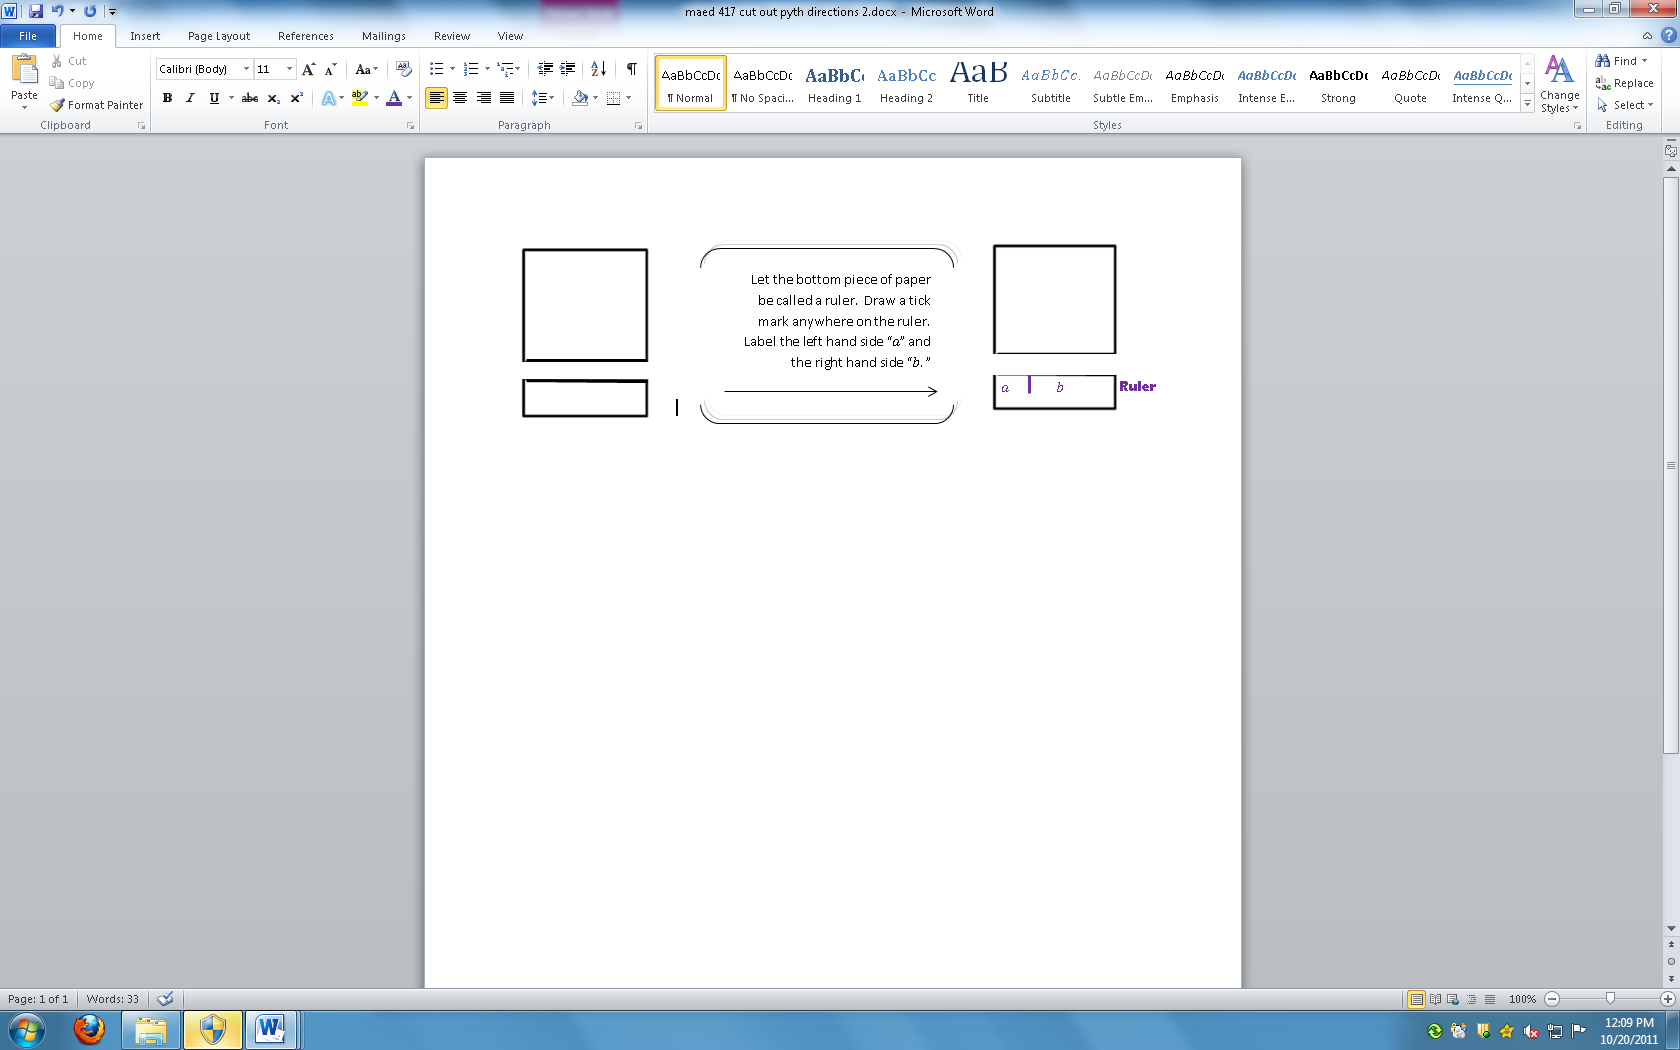 maed 417 cut out pyth directions 2.docx - Microsoft Word
File Home Insert Page Layout References Mailings Review View
Paste
Cut
Copy
Format Painter
Clipboard
Calibri (Body) 11
Font
Paragraph
AaBbCcDc AaBbCcDc AaBbC AaBbCc AaB AaBbCc. AaBbCcDc AaBbCcDc AaBbCcDc AaBbCcDc AaBbCcDc AaBbCcDc
¶ Normal ¶ No Spaci... Heading 1 Heading 2 Title Subtitle Subtle Em... Emphasis Intense E... Strong Quote Intense Q...
Styles
Change
Styles
Find
Replace
Select
Editing
Let the bottom piece of paper
be called a ruler. Draw a tick
mark anywhere on the ruler.
Label the left hand side “a” and
the right hand side “b.”
a b Ruler
Page: 1 of 1 Words: 33 100%
12:09 PM
10/20/2011